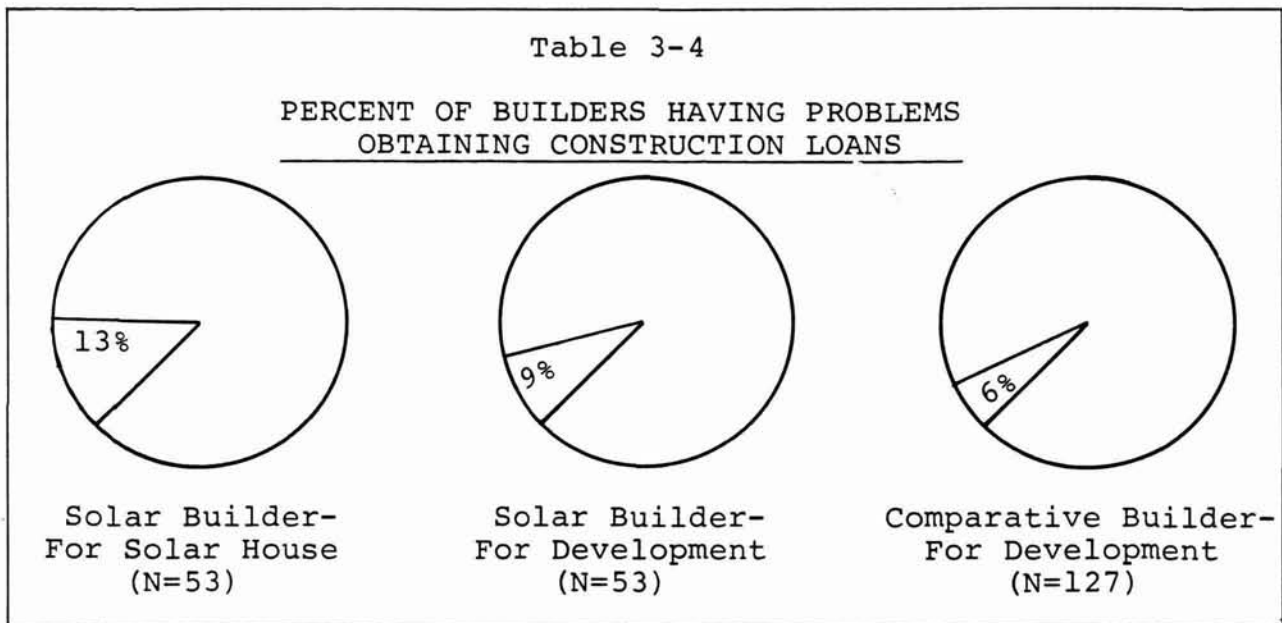 Table 3-4
PERCENT OF BUILDERS HAVING PROBLEMS
OBTAINING CONSTRUCTION LOANS
13%
9%
6%
Solar Builder-
For Solar House
(N=53)
Solar Builder-
For Development
(N=53)
Comparative Builder-
For Development
(N=127)